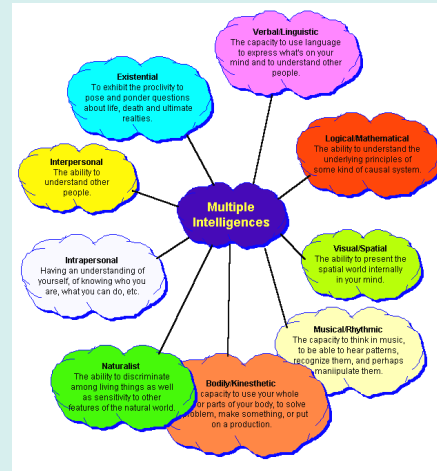 Verbal/Linguistic
The capacity to use language
to express what's on your
mind and to understand other
people.
Existential
To exhibit the proclivity to
pose and ponder questions
about life, death and ultimate
realties.
Logical/Mathematical
The ability to understand the
underlying principles of
some kind of causal system.
Interpersonal
The ability to
understand other
people.
Multiple
Intelligences
Visual/Spatial
The ability to present the
spatial world internally
in your mind.
Intrapersonal
Having an understanding of
yourself, of knowing who you
are, what you can do, etc.
Musical/Rhythmic
The capacity to think in music,
to be able to hear patterns,
recognize them, and perhaps
maniipulate them.
Naturalist
The ability to discriminate
among living things as well
as sensitivity to other
features of the natural world.
Bodily/Kinesthetic
capacity to use your whole
or parts of your body, to solve
problem, make something, or put
on a production.